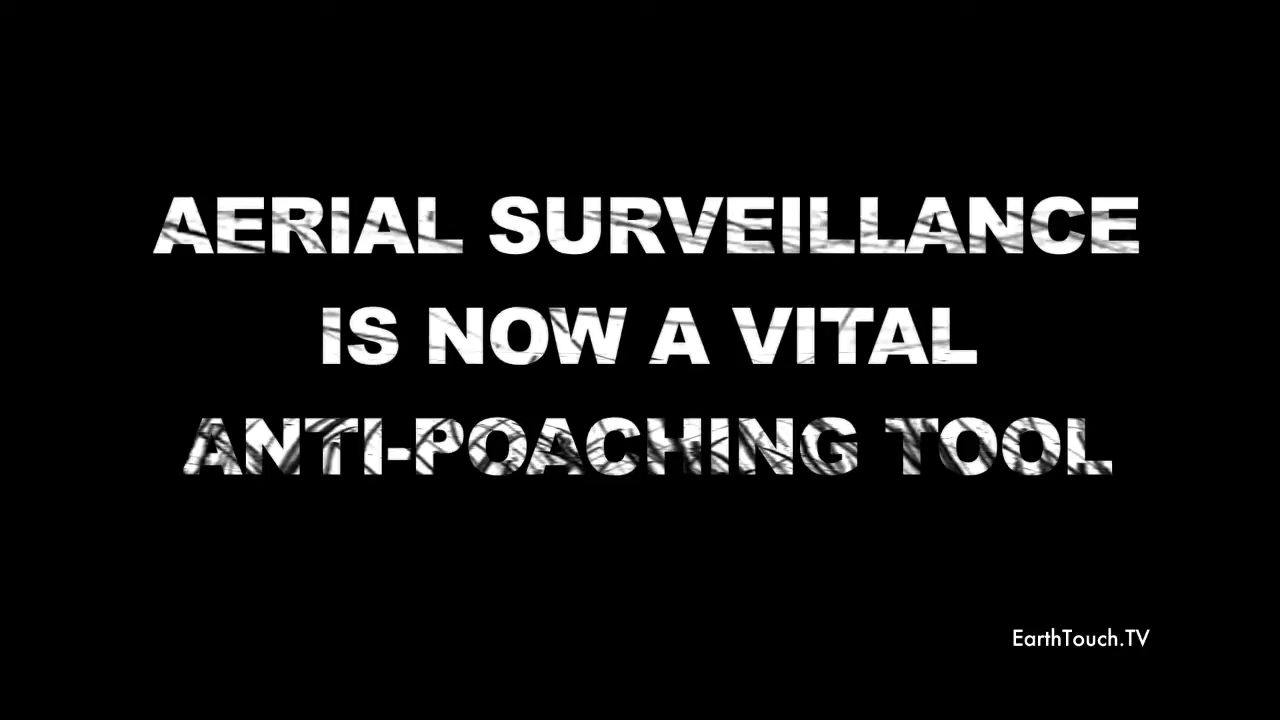 AERIAL SURVEILLANCE
IS NOW A VITAL
ANTI-POACHING TOOL
EarthTouch.TV